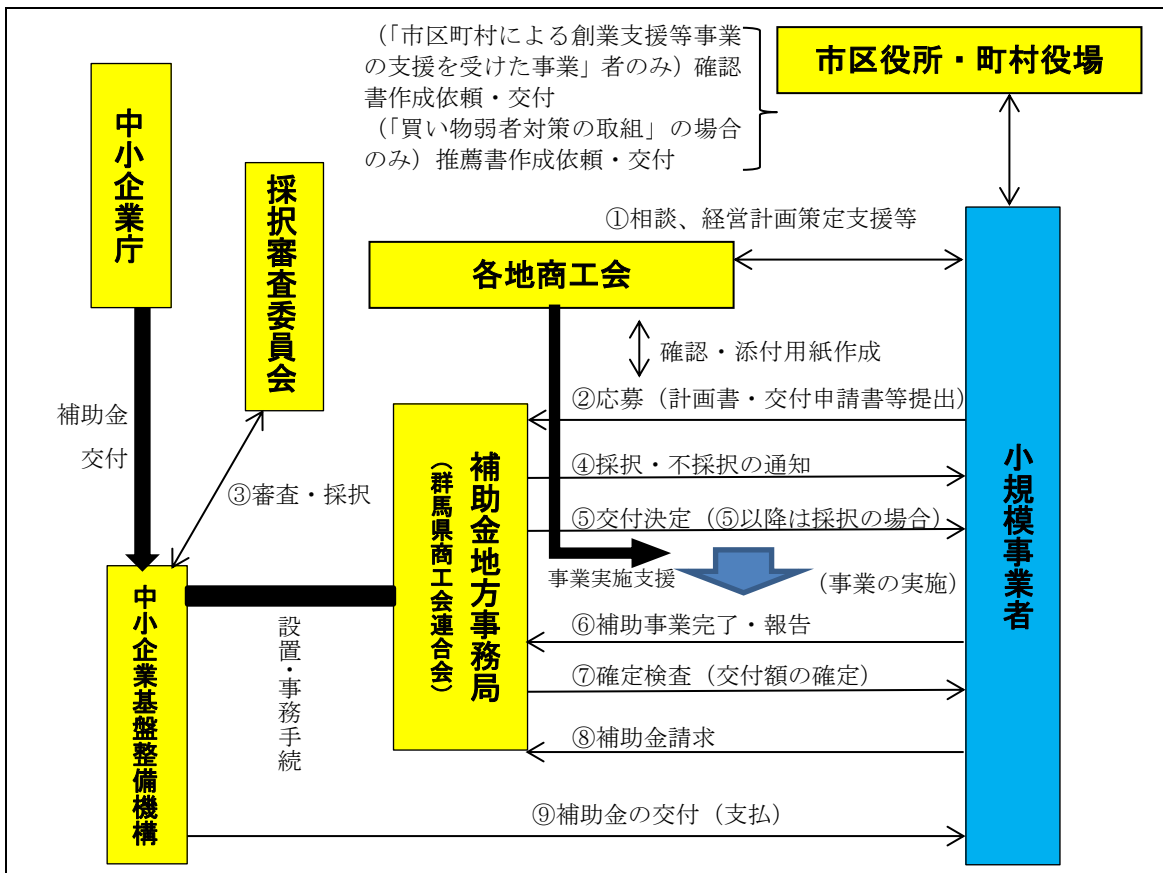 （「市区町村による創業支援等事業
の支援を受けた事業」者のみ）確認
書作成依頼・交付
（「買い物弱者対策の取組」の場合
のみ）推薦書作成依頼・交付
市区役所・町村役場
中小企業庁
採択審査委員会
①相談、経営計画策定支援等
各地商工会
確認・添付用紙作成
②応募（計画書・交付申請書等提出）
補助金
交付
③審査・採択
補助金地方事務局
（群馬県商工会連合会）
④採択・不採択の通知
⑤交付決定（⑤以降は採択の場合）
事業実施支援
（事業の実施）
小規模事業者
中小企業基盤整備機構
設置・事務手続
⑥補助事業完了・報告
⑦確定検査（交付額の確定）
⑧補助金請求
⑨補助金の交付（支払）